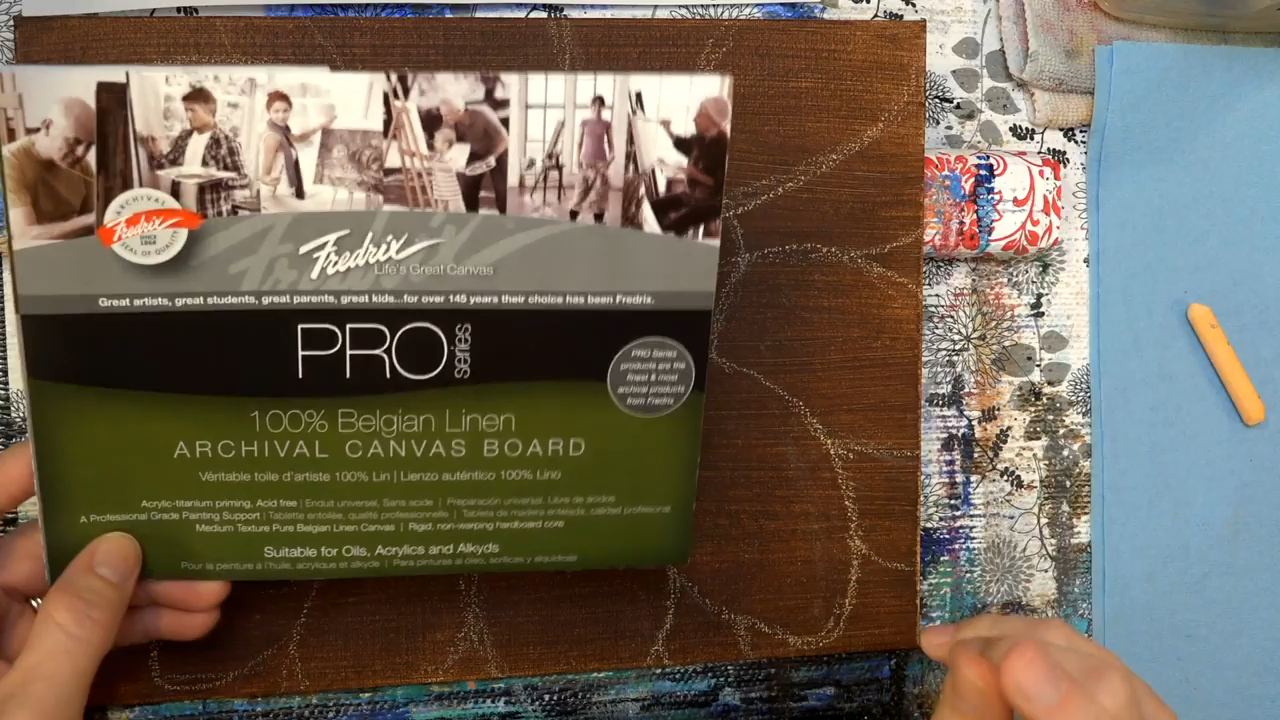 ARCHIVAL
Fredrix
SINCE
1868
SEAL OF QUALITY
Fredrix
Life's Great Canvas
Great artists, great students, great parents, great kids...for over 145 years their choice has been Fredrix.
PRO series
PRO Series
products are the
finest & most
archival products
from Fredrix
100% Belgian Linen
ARCHIVAL CANVAS BOARD
Véritable toile d'artiste 100% Lin | Lienzo auténtico 100% Lino
Acrylic-titanium priming, Acid free | Enduit universel, Sans acide | Preparación universal, Libre de ácidos
A Professional Grade Painting Support | Tablette entoilée, qualité professionnelle | Tableta de madera entelada, calidad profesional
Medium Texture Pure Belgian Linen Canvas | Rigid, non-warping hardboard core
Suitable for Oils, Acrylics and Alkyds
Pour la peinture à l'huile, acrylique et alkyde | Para pinturas al óleo, acrílicas y alquídicas